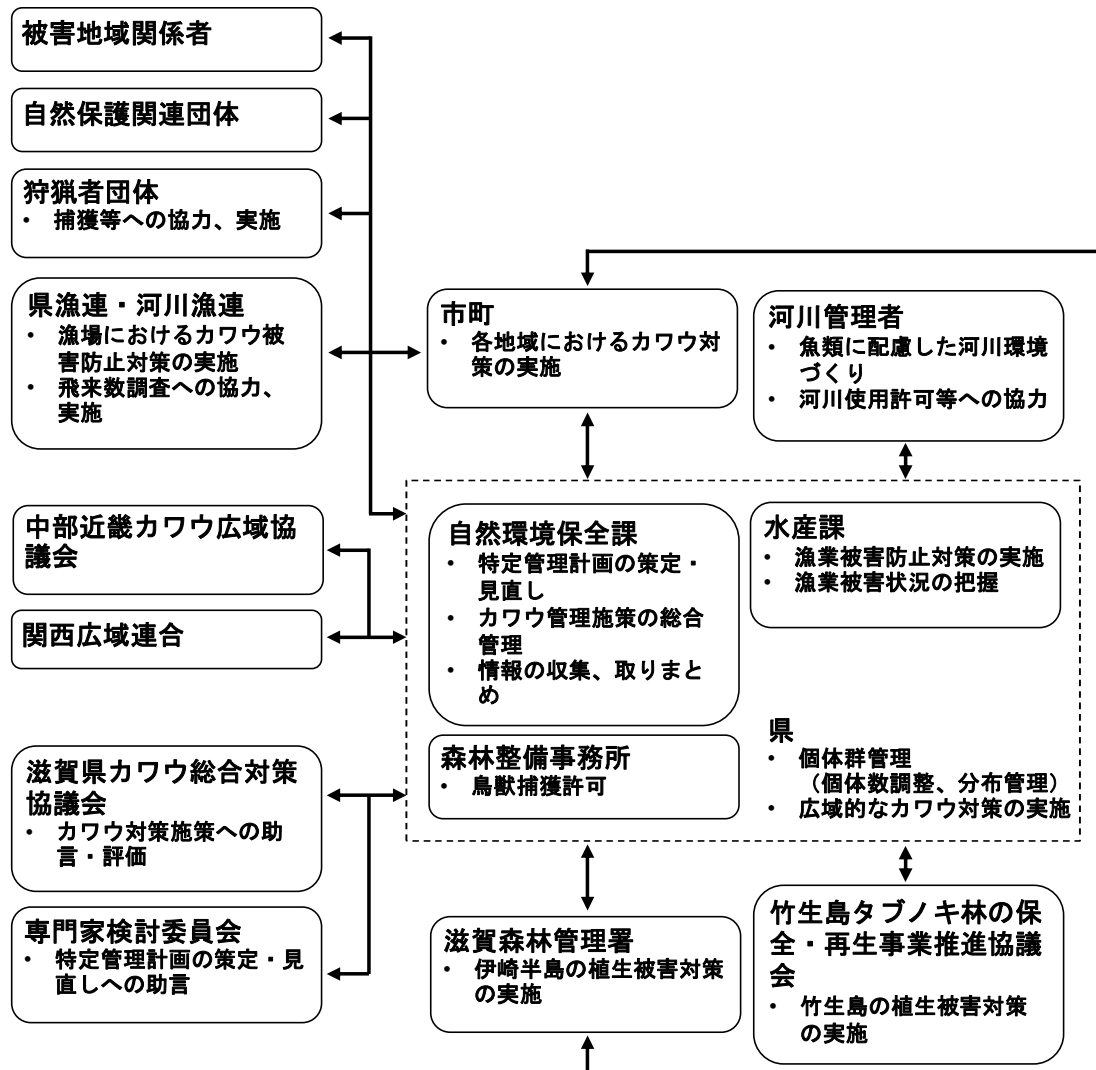 被害地域関係者
自然保護関連団体
狩猟者団体
・ 捕獲等への協力、実施
県漁連・河川漁連
・ 漁場におけるカワウ被
害防止対策の実施
・ 飛来数調査への協力、
実施
市町
・ 各地域におけるカワウ対
策の実施
河川管理者
・ 魚類に配慮した河川環境
づくり
・ 河川使用許可等への協力
中部近畿カワウ広域協
議会
関西広域連合
自然環境保全課
・ 特定管理計画の策定・
見直し
・ カワウ管理施策の総合
管理
・ 情報の収集、取りまと
め
水産課
・ 漁業被害防止対策の実施
・ 漁業被害状況の把握
森林整備事務所
・ 鳥獣捕獲許可
県
・ 個体群管理
（個体数調整、分布管理）
・ 広域的なカワウ対策の実施
滋賀県カワウ総合対策
協議会
・ カワウ対策施策への助
言・評価
専門家検討委員会
・ 特定管理計画の策定・見
直しへの助言
滋賀森林管理署
・ 伊崎半島の植生被害対策
の実施
竹生島タブノキ林の保
全・再生事業推進協議
会
・ 竹生島の植生被害対策
の実施